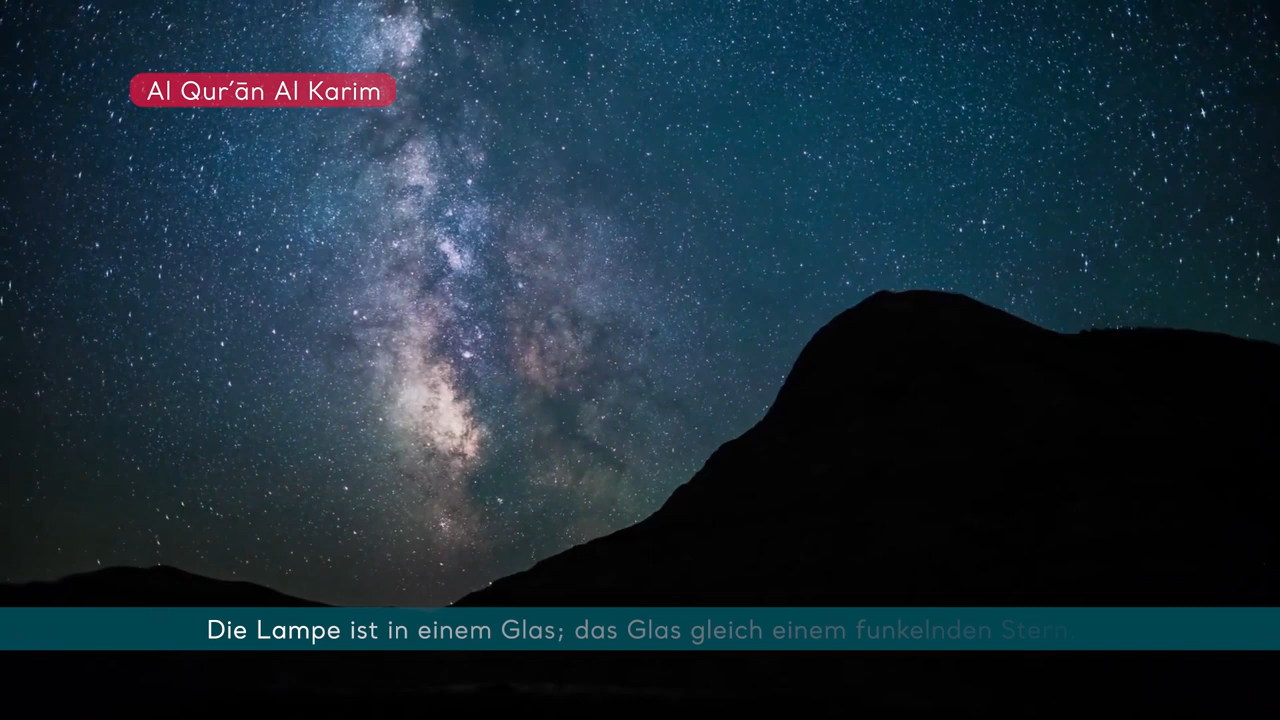 Al Qur’ān Al Karim
Die Lampe ist in einem Glas; das Glas gleich einem funkelnden Stern